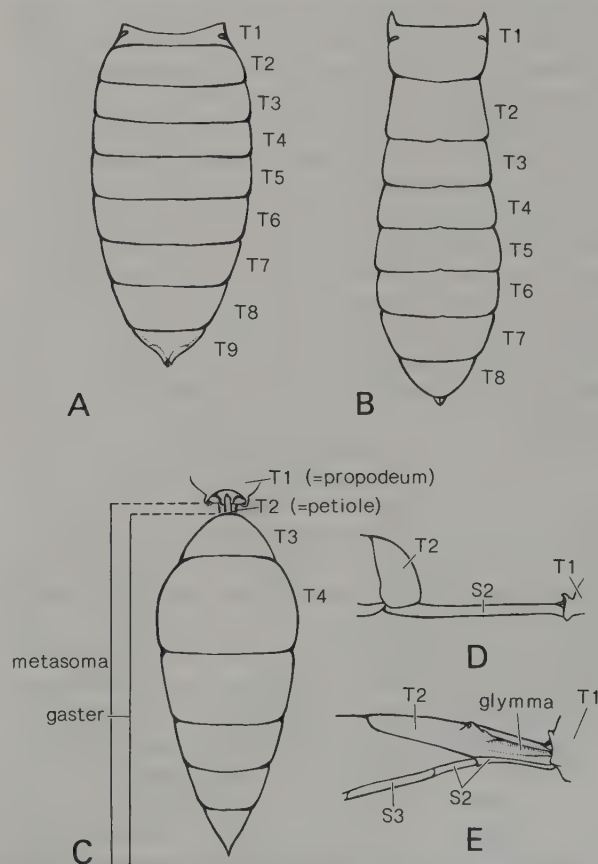 T1
T2
T3
T4
T5
T6
T7
T8
T9
A
T1
T2
T3
T4
T5
T6
T7
T8
B
T1 (=propodeum)
T2 (=petiole)
T3
T4
metasoma
gaster
C
T2
T1
S2
D
T2
glymma
T1
S2
S3
E